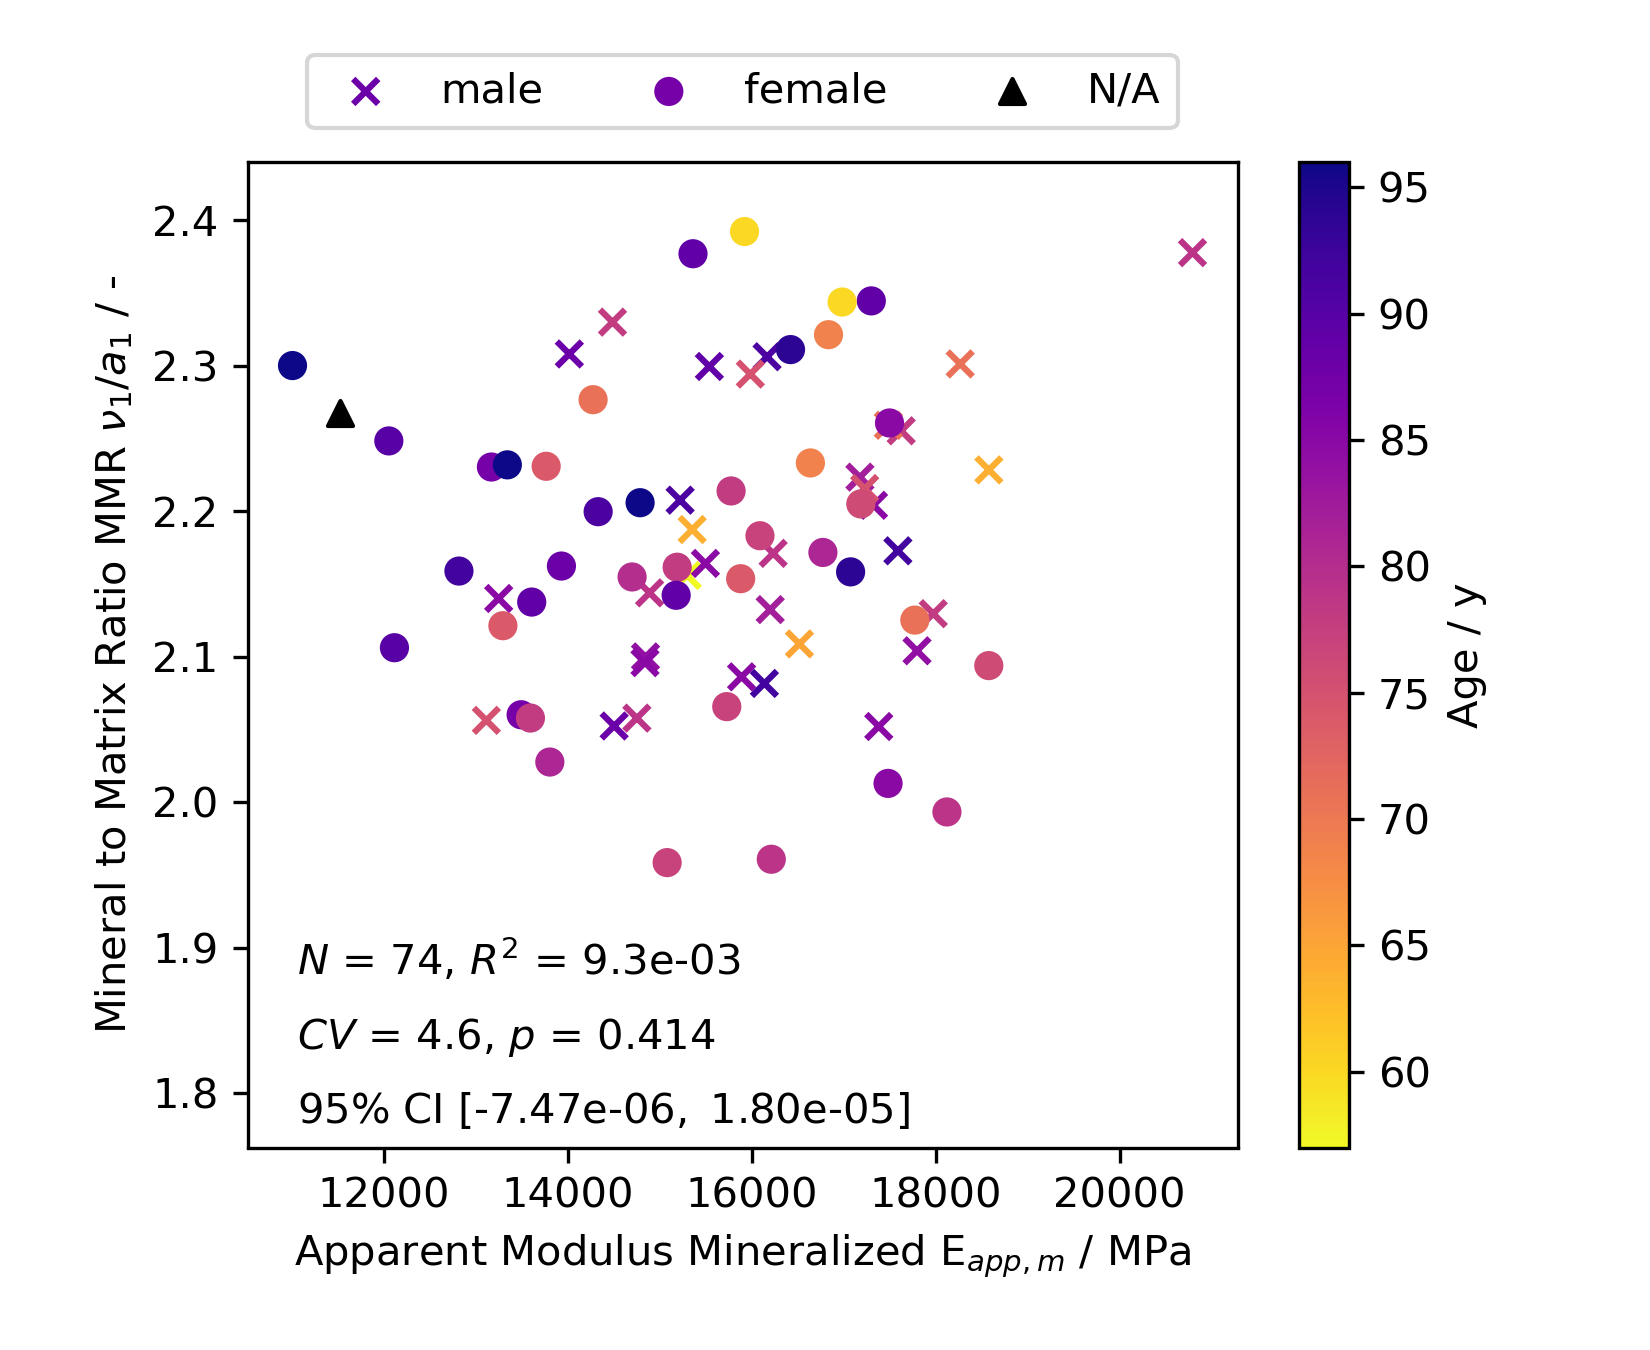 male female N/A
Mineral to Matrix Ratio MMR ν₁/a₁ / -
2.4
2.3
2.2
2.1
2.0
1.9
1.8
N = 74, R² = 9.3e-03
CV = 4.6, p = 0.414
95% CI [-7.47e-06, 1.80e-05]
12000 14000 16000 18000 20000
Apparent Modulus Mineralized E_app,m / MPa
95
90
85
80
75
70
65
60
Age / y